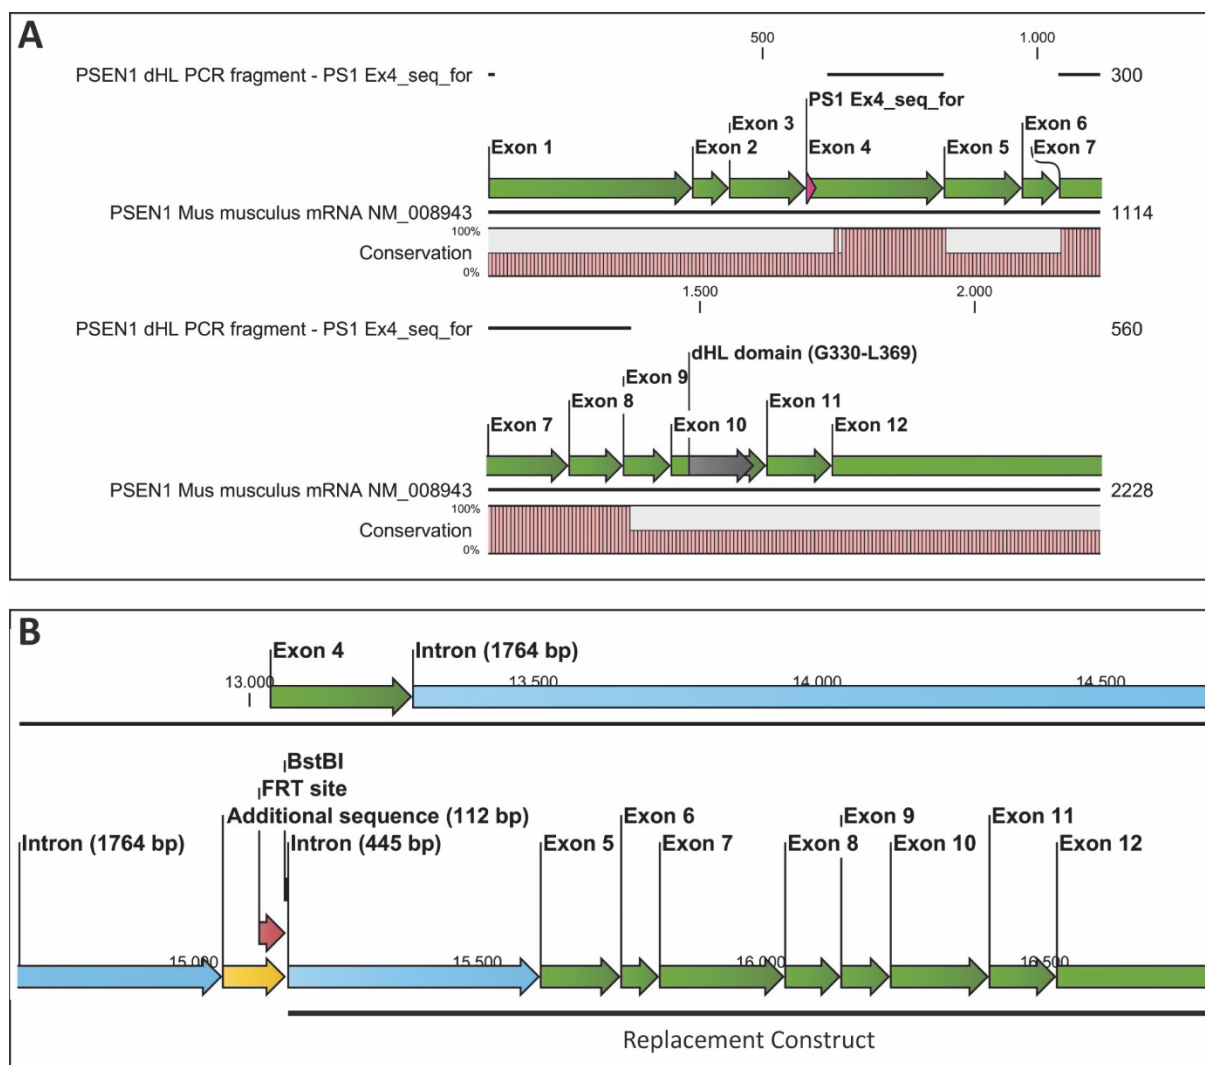 A
500 1.000
PSEN1 dHL PCR fragment - PS1 Ex4_seq_for 300
PS1 Ex4_seq_for
Exon 3 Exon 6
Exon 1 Exon 2 Exon 4 Exon 5 Exon 7
PSEN1 Mus musculus mRNA NM_008943 1114
100%
Conservation
0%
1.500 2.000
PSEN1 dHL PCR fragment - PS1 Ex4_seq_for 560
dHL domain (G330-L369)
Exon 9
Exon 8 Exon 11
Exon 7 Exon 10 Exon 12
PSEN1 Mus musculus mRNA NM_008943 2228
100%
Conservation
0%
B
Exon 4 Intron (1764 bp)
13.000 13.500 14.000 14.500
BstBI
FRT site
Additional sequence (112 bp) Exon 6 Exon 9 Exon 11
Intron (1764 bp) Intron (445 bp) Exon 5 Exon 7 Exon 8 Exon 10 Exon 12
15.000 15.500 16.000 16.500
Replacement Construct